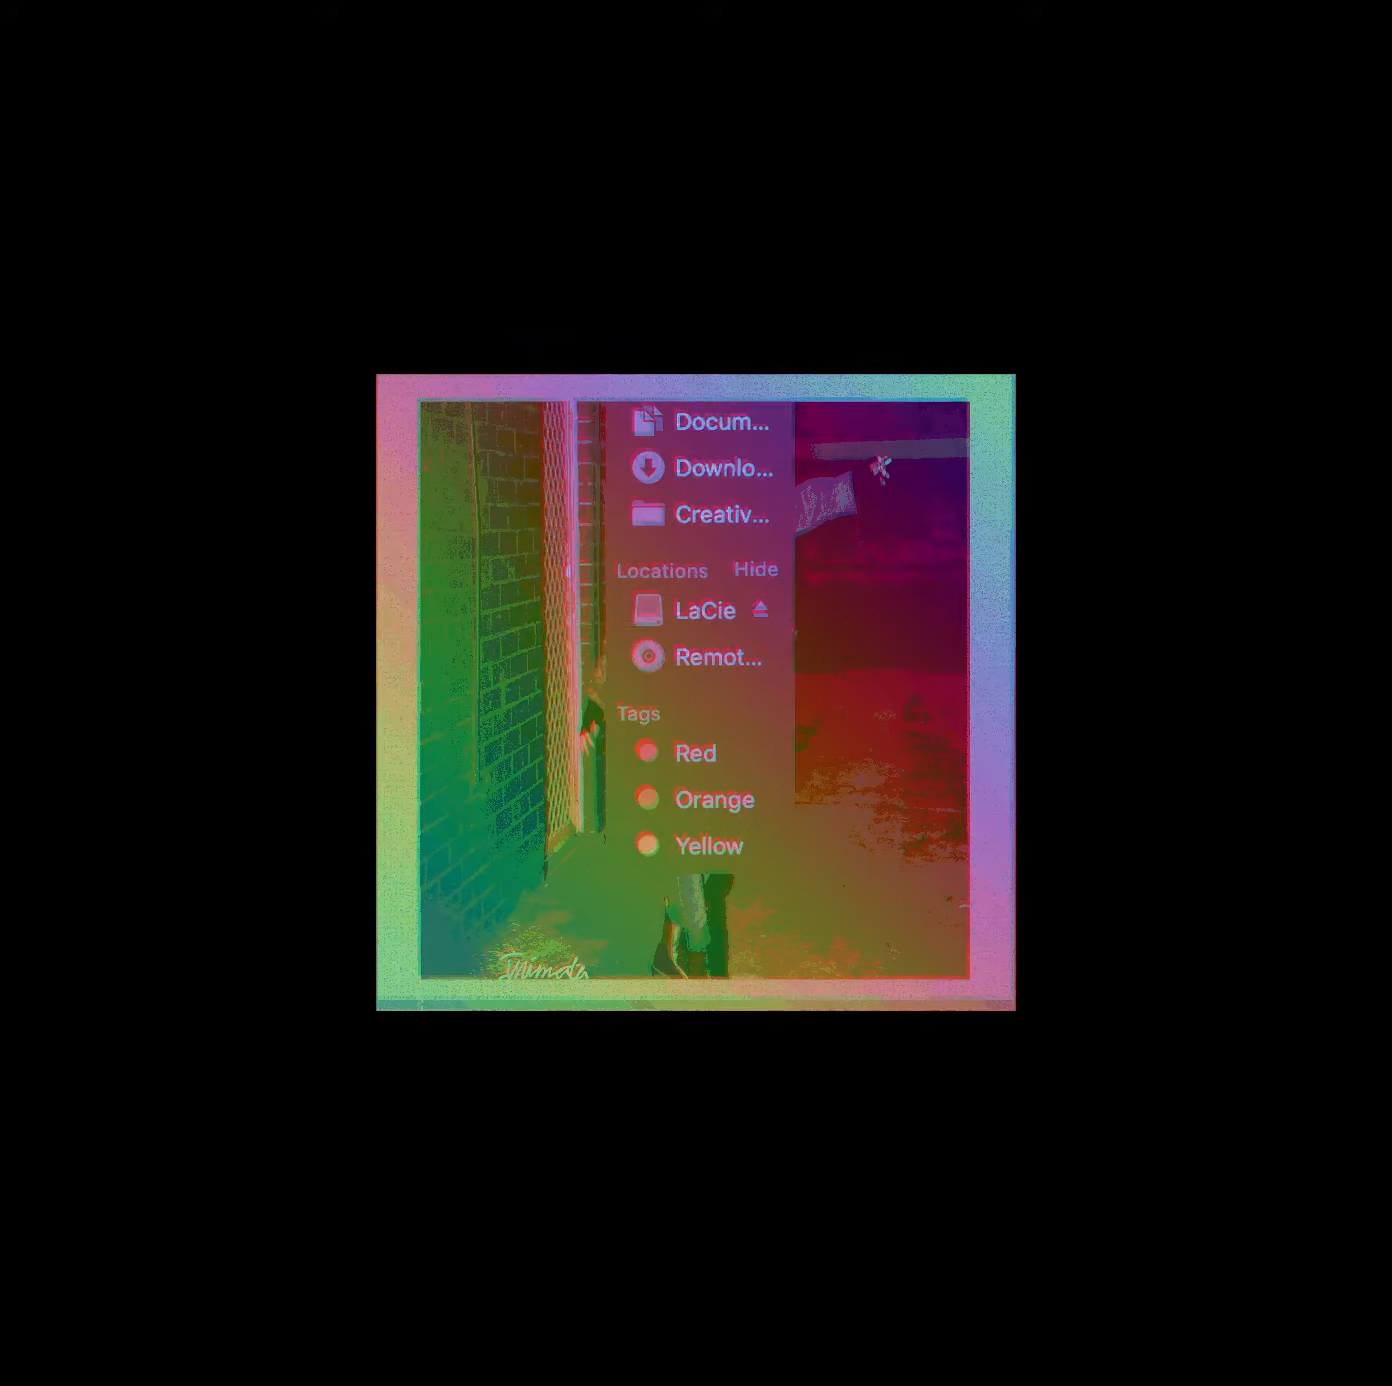 Docum...
Downlo...
Creativ...
Locations Hide
LaCie
Remot...
Tags
Red
Orange
Yellow